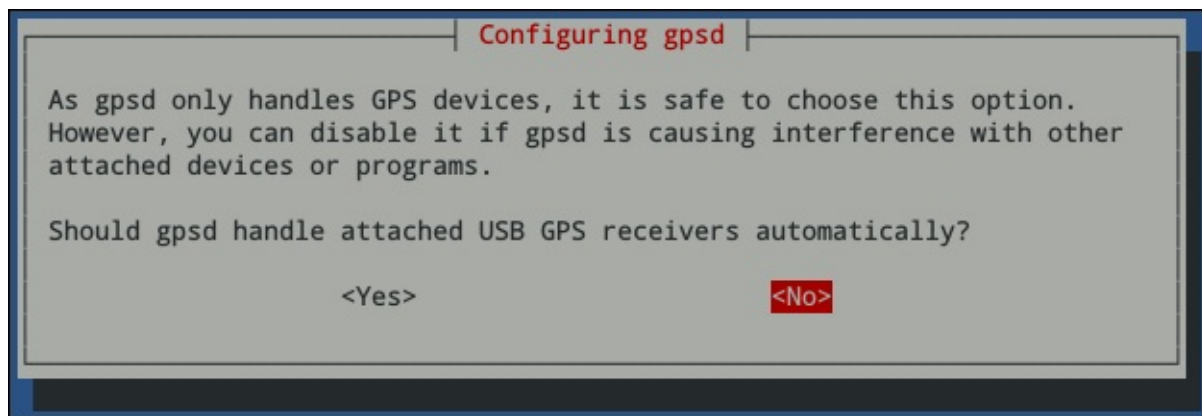 Configuring gpsd
As gpsd only handles GPS devices, it is safe to choose this option.
However, you can disable it if gpsd is causing interference with other
attached devices or programs.
Should gpsd handle attached USB GPS receivers automatically?
<Yes> <No>